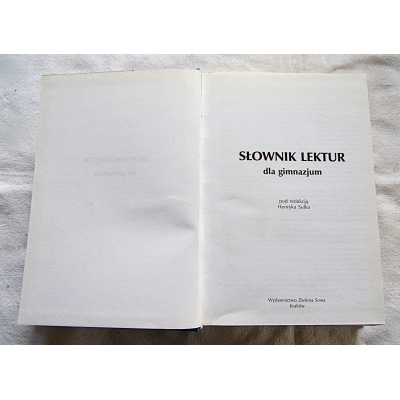 SŁOWNIK LEKTUR
dla gimnazjum
pod redakcją
Henryka Sułka
Wydawnictwo Zielona Sowa
Kraków